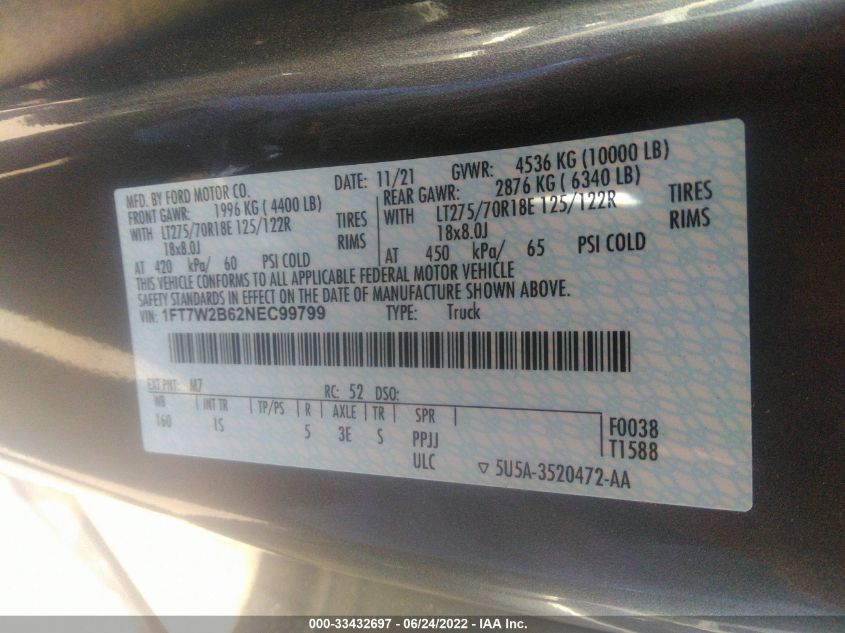 MFD. BY FORD MOTOR CO. DATE: 11/21 GVWR: 4536 KG (10000 LB)
FRONT GAWR: 1996 KG ( 4400 LB) REAR GAWR: 2876 KG ( 6340 LB)
WITH LT275/70R18E 125/122R TIRES WITH LT275/70R18E 125/122R TIRES
18x8.0J RIMS 18x8.0J RIMS
AT 420 kPa/ 60 PSI COLD AT 450 kPa/ 65 PSI COLD
THIS VEHICLE CONFORMS TO ALL APPLICABLE FEDERAL MOTOR VEHICLE
SAFETY STANDARDS IN EFFECT ON THE DATE OF MANUFACTURE SHOWN ABOVE.
VIN: 1FT7W2B62NEC99799 TYPE: Truck
EXT PNT: M7 RC: 52 DSO:
WB INT TR TP/PS R AXLE TR SPR
160 1S 5 3E S PPJJ F0038
ULC T1588
5U5A-3520472-AA
000-33432697 - 06/24/2022 - IAA Inc.